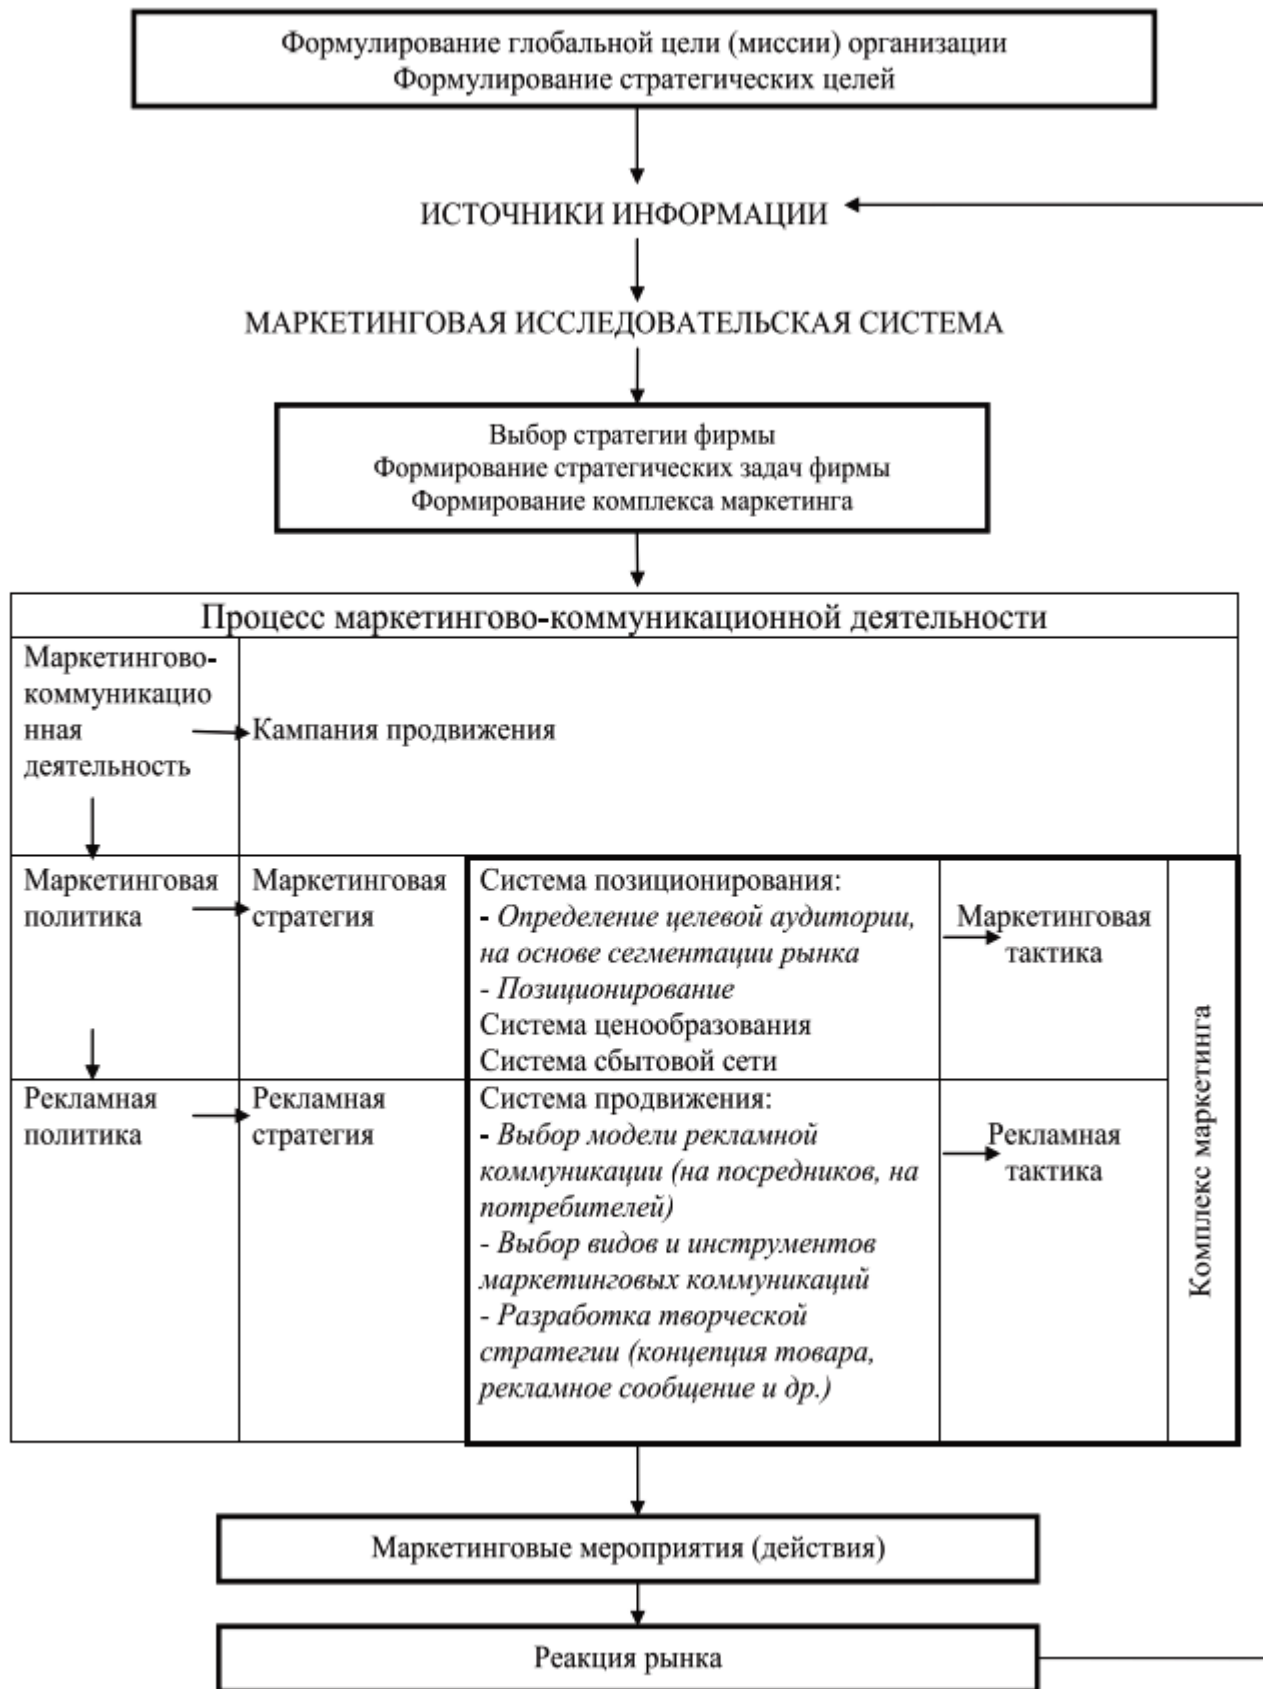 Формулирование глобальной цели (миссии) организации
Формулирование стратегических целей
ИСТОЧНИКИ ИНФОРМАЦИИ
МАРКЕТИНГОВАЯ ИССЛЕДОВАТЕЛЬСКАЯ СИСТЕМА
Выбор стратегии фирмы
Формирование стратегических задач фирмы
Формирование комплекса маркетинга
Процесс маркетингово-коммуникационной деятельности
Маркетингово-
коммуникацио
нная
деятельность
Кампания продвижения
Маркетинговая
политика
Маркетинговая
стратегия
Система позиционирования:
- Определение целевой аудитории,
на основе сегментации рынка
- Позиционирование
Система ценообразования
Система сбытовой сети
Маркетинговая
тактика
Рекламная
политика
Рекламная
стратегия
Система продвижения:
- Выбор модели рекламной
коммуникации (на посредников, на
потребителей)
- Выбор видов и инструментов
маркетинговых коммуникаций
- Разработка творческой
стратегии (концепция товара,
рекламное сообщение и др.)
Рекламная
тактика
Комплекс маркетинга
Маркетинговые мероприятия (действия)
Реакция рынка